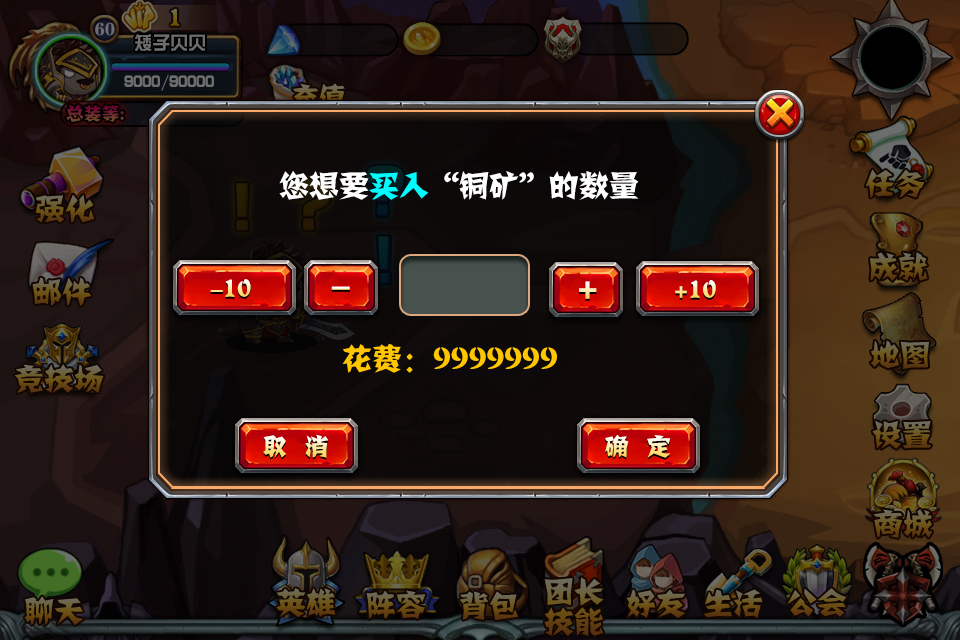 60
1
矮子贝贝
9000/90000
充值
总装等:
您想要买入“铜矿”的数量
-10
−
+
+10
花费：9999999
取 消
确 定
强化
邮件
竞技场
任务
成就
地图
设置
商城
聊天
英雄
阵容
背包
团长
技能
好友
生活
公会